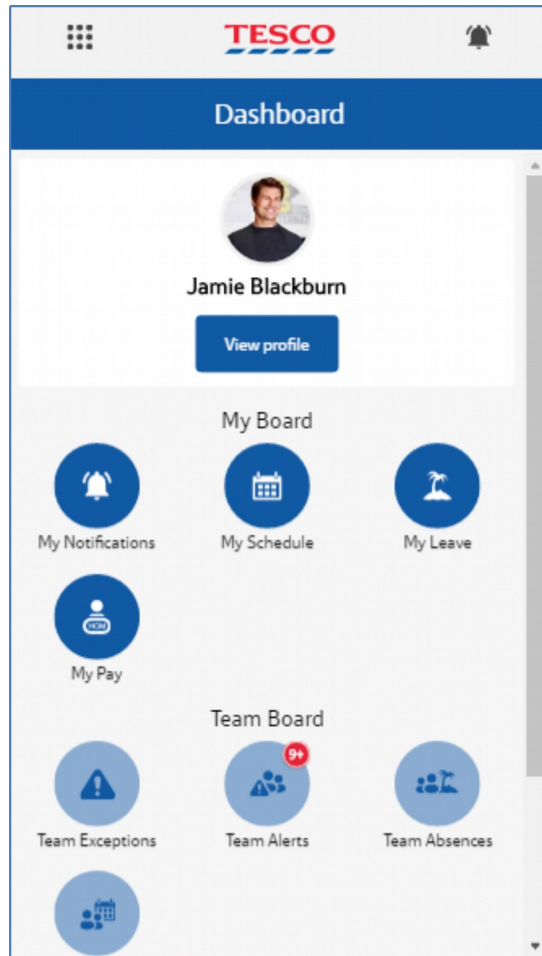 TESCO
Dashboard
Jamie Blackburn
View profile
My Board
My Notifications My Schedule My Leave
HCM
My Pay
Team Board
9+
Team Exceptions Team Alerts Team Absences